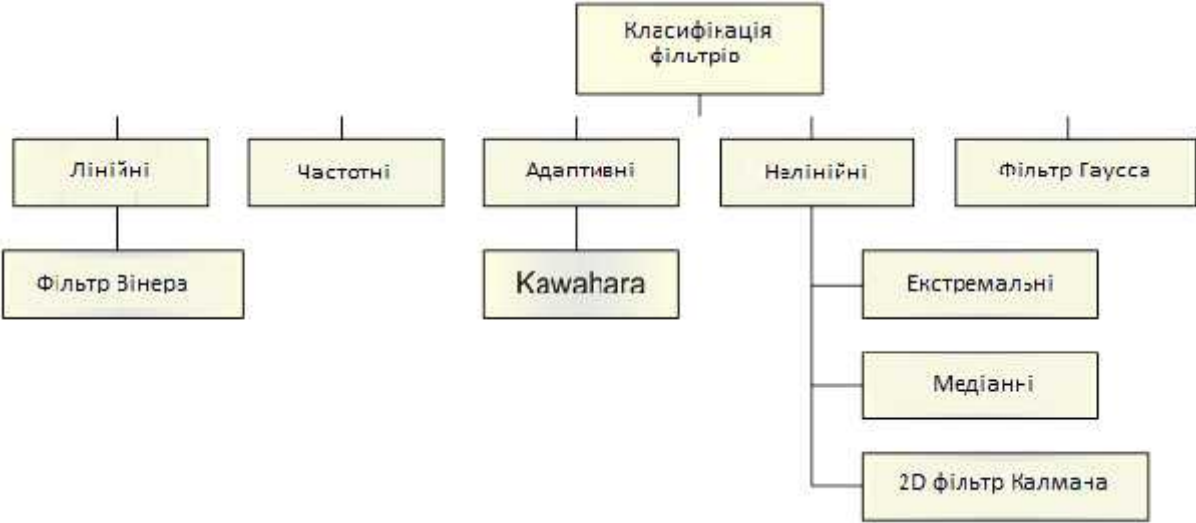 Класифікація
фільтрів
Лінійні
Частотні
Адаптивні
Нелінійні
Фільтр Гаусса
Фільтр Вінера
Kawahara
Екстремальні
Медіанні
2D фільтр Калмана